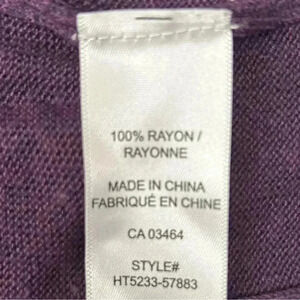 100% RAYON /
RAYONNE
MADE IN CHINA
FABRIQUÉ EN CHINE
CA 03464
STYLE#
HT5233-57883